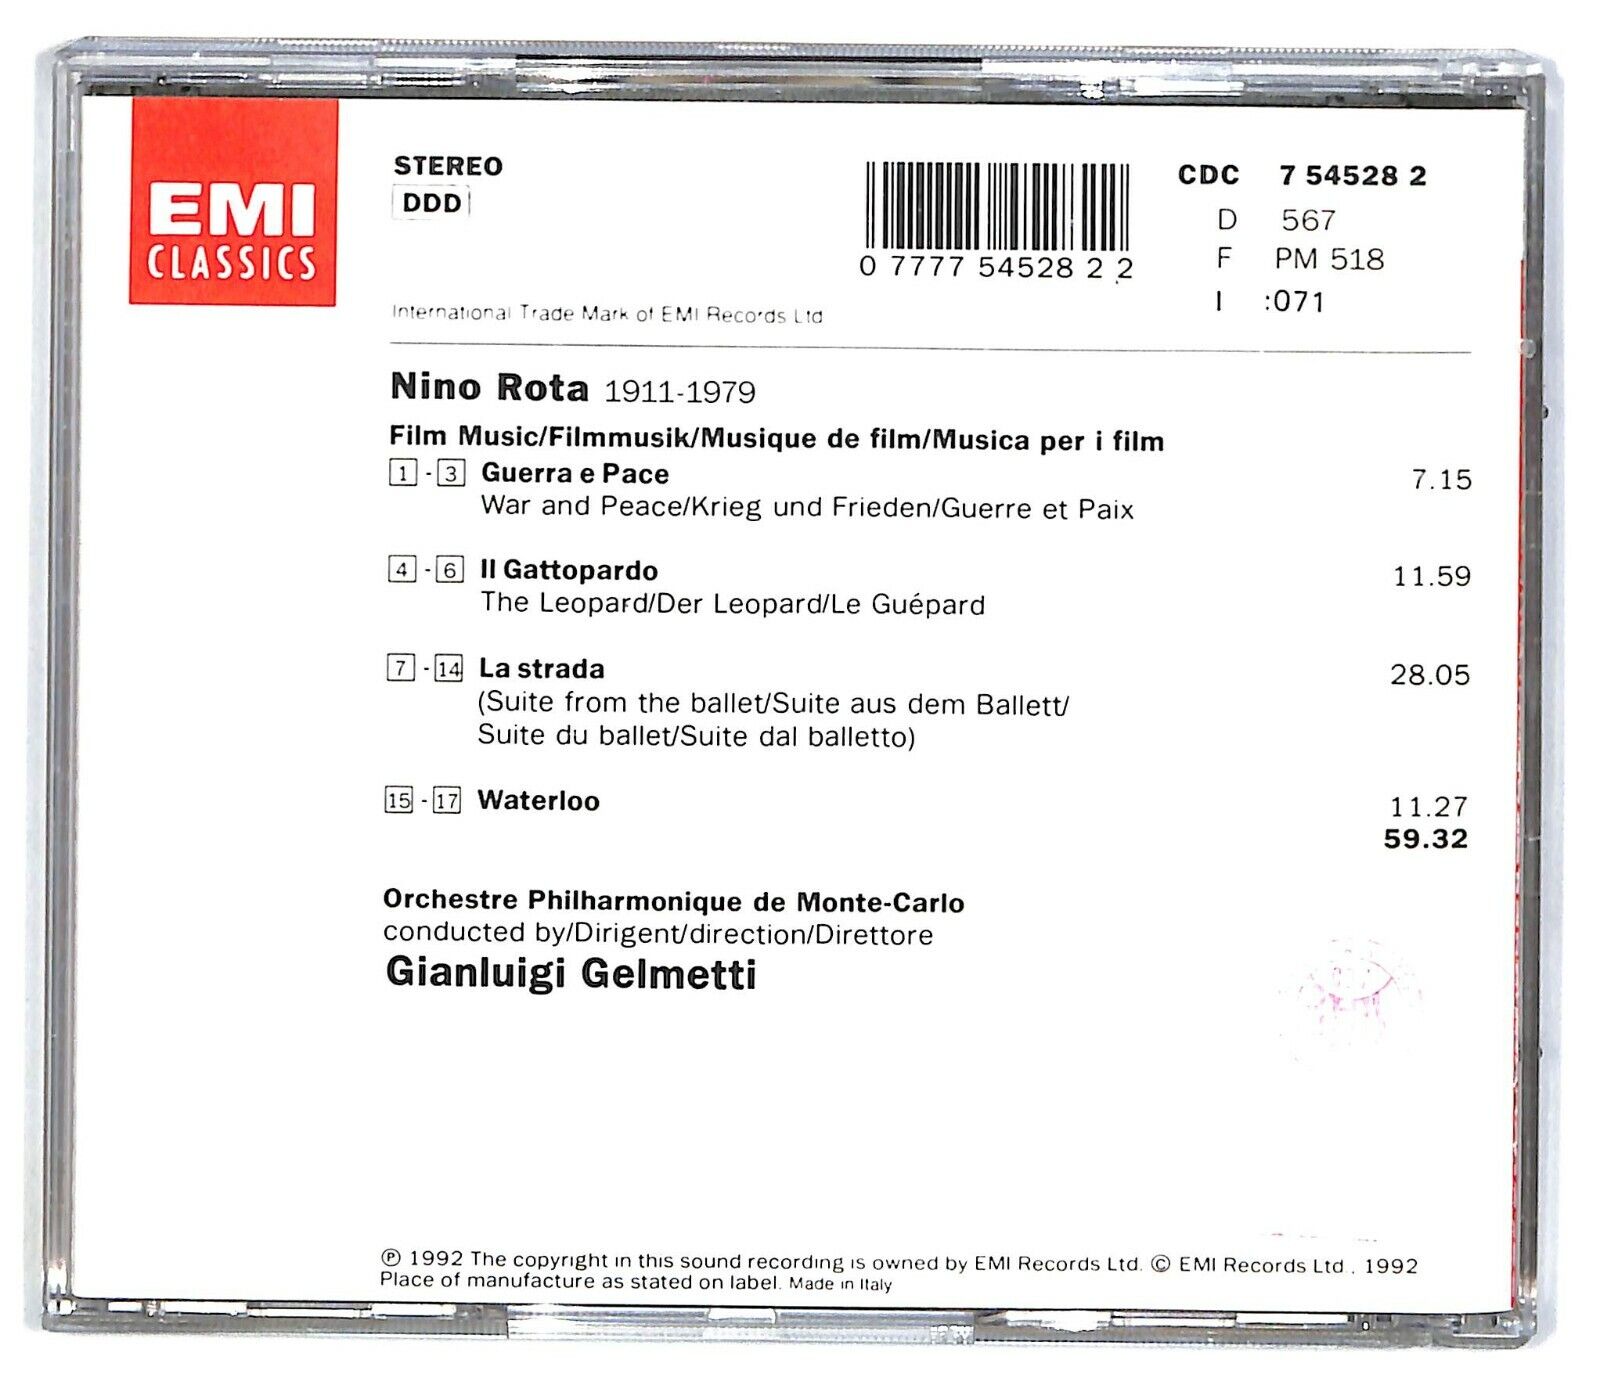 EMI
CLASSICS
STEREO
DDD
0 77775 45282 2
CDC 7 54528 2
D 567
F PM 518
I :071
International Trade Mark of EMI Records Ltd
Nino Rota 1911-1979
Film Music/Filmmusik/Musique de film/Musica per i film
1 - 3 Guerra e Pace 7.15
War and Peace/Krieg und Frieden/Guerre et Paix
4 - 6 Il Gattopardo 11.59
The Leopard/Der Leopard/Le Guépard
7 - 14 La strada 28.05
(Suite from the ballet/Suite aus dem Ballett/
Suite du ballet/Suite dal balletto)
15 - 17 Waterloo 11.27
59.32
Orchestre Philharmonique de Monte-Carlo
conducted by/Dirigent/direction/Direttore
Gianluigi Gelmetti
℗ 1992 The copyright in this sound recording is owned by EMI Records Ltd. © EMI Records Ltd., 1992
Place of manufacture as stated on label. Made in Italy